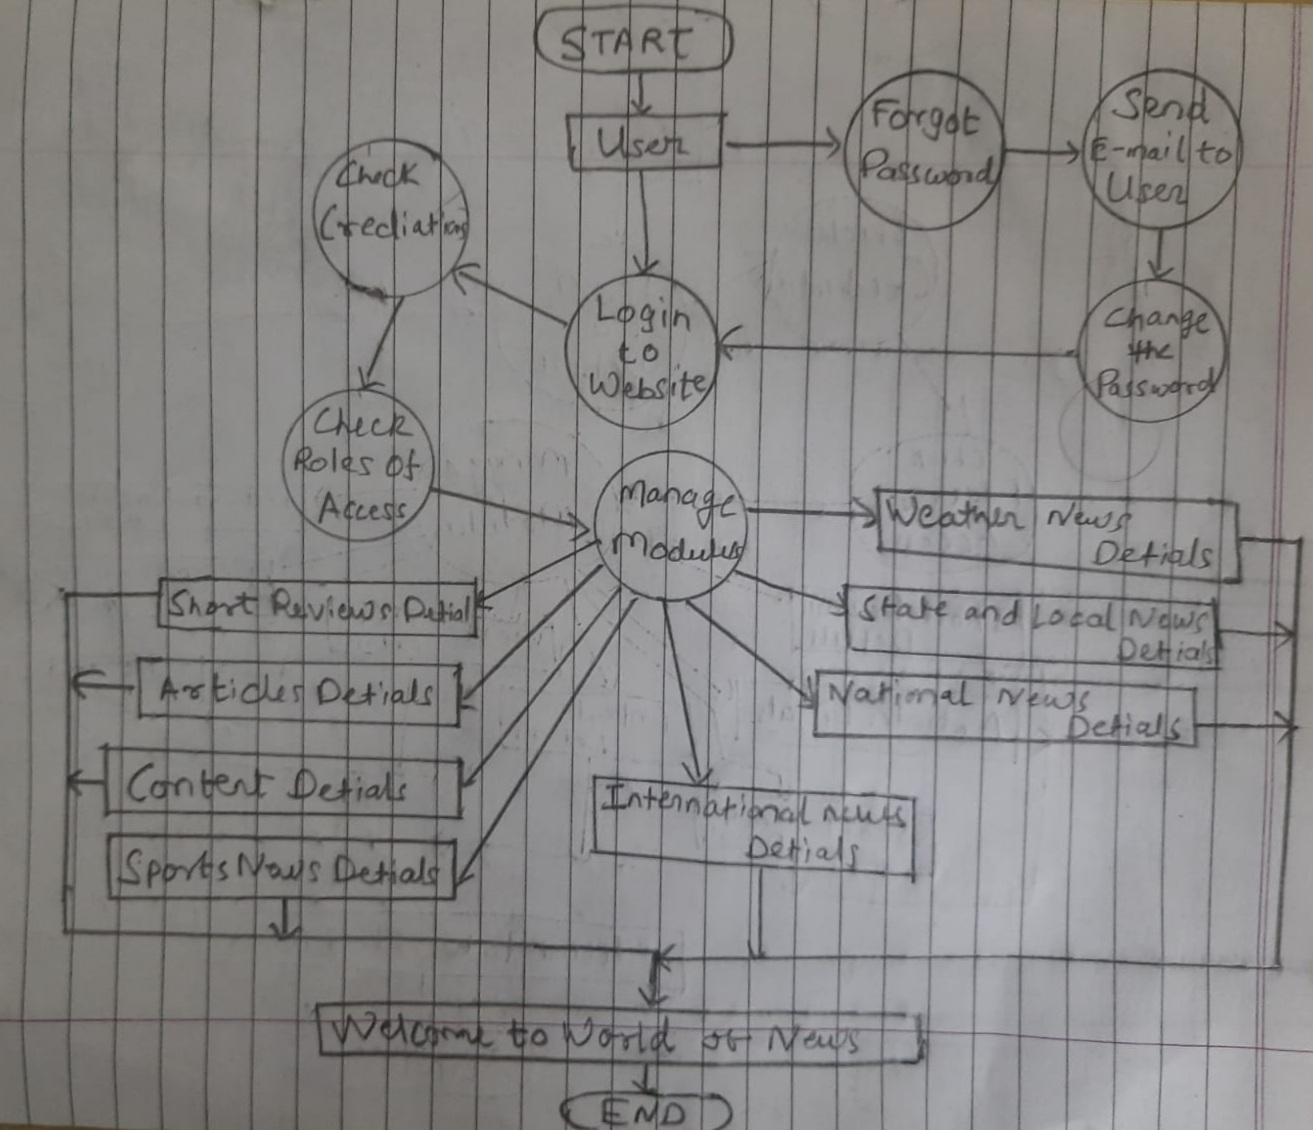 START
User
Forgot
Password
Send
E-mail to
User
Check
Crediations
Login
to
Website
Change
the
Password
Check
Roles Of
Access
Manage
Modules
Weather News
Detials
Short Reviews Detial
State and Local News
Detials
Articles Detials
National News
Detials
Content Detials
International news
Detials
Sports News Detials
Welcome to World of News
END